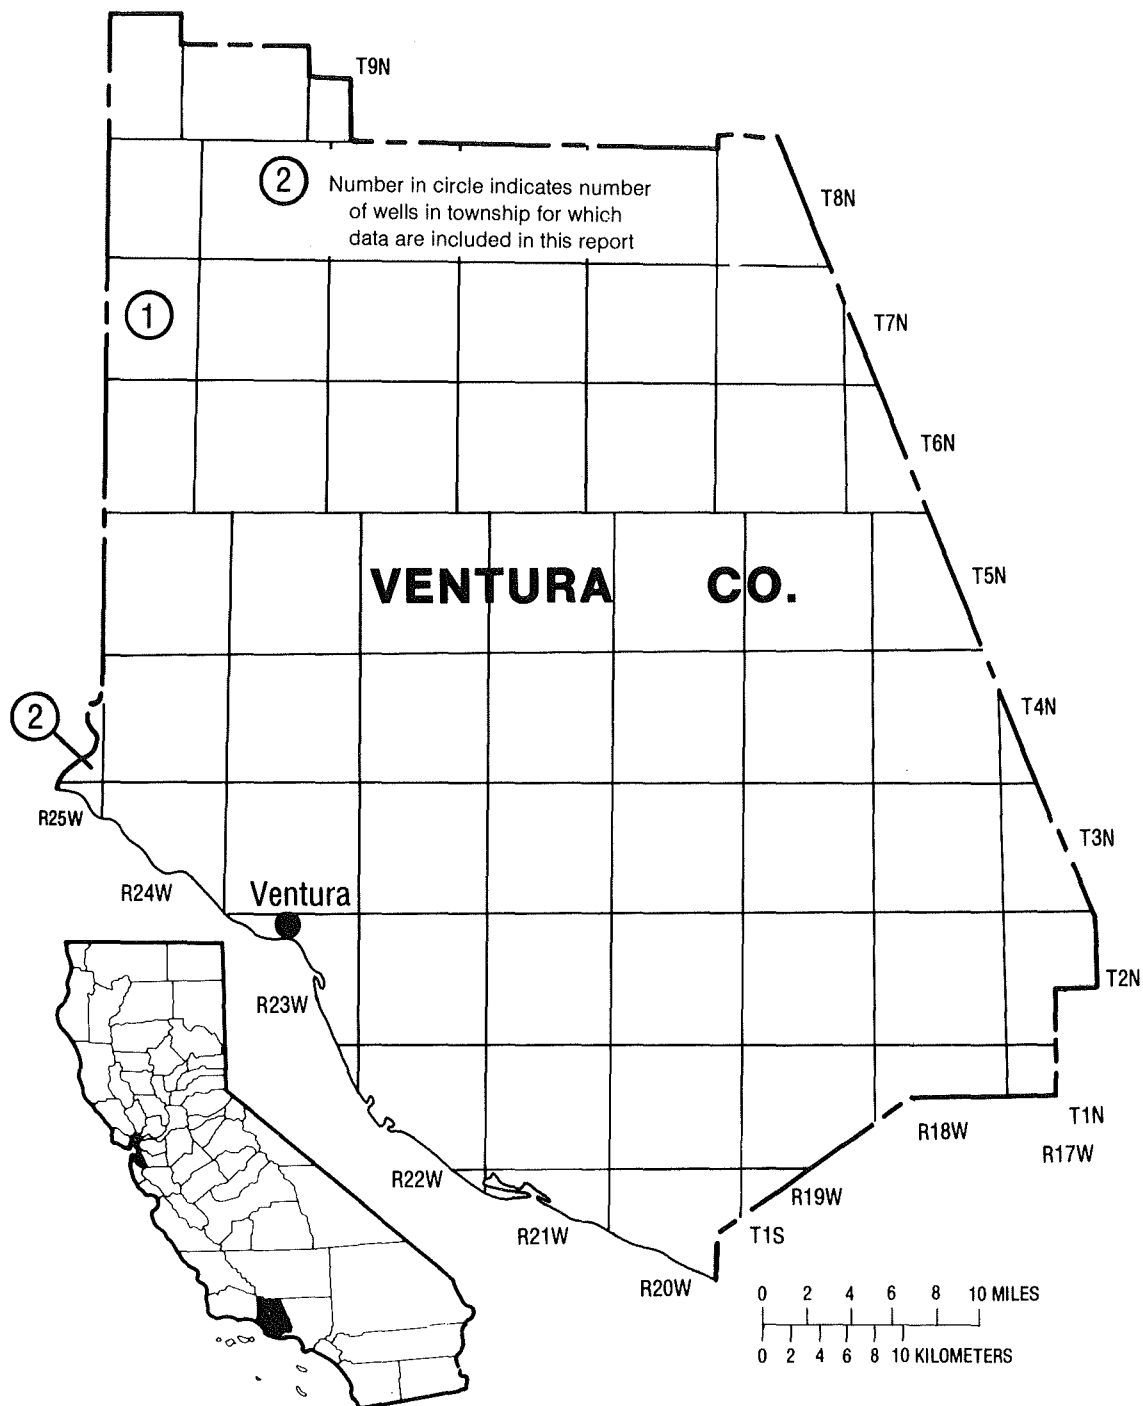 T9N
2
Number in circle indicates number
of wells in township for which
data are included in this report
T8N
1
T7N
T6N
VENTURA CO.
T5N
2
T4N
R25W
T3N
R24W
Ventura
T2N
R23W
T1N
R18W
R17W
R22W
R19W
R21W
T1S
R20W
0 2 4 6 8 10 MILES
0 2 4 6 8 10 KILOMETERS